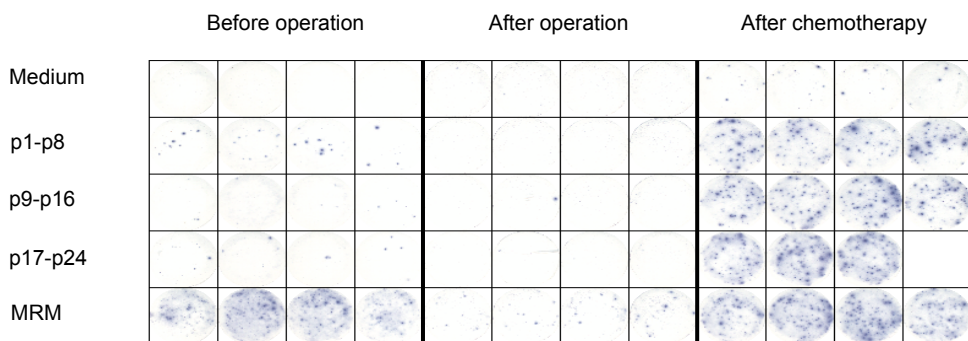 Before operation
After operation
After chemotherapy
Medium
p1-p8
p9-p16
p17-p24
MRM